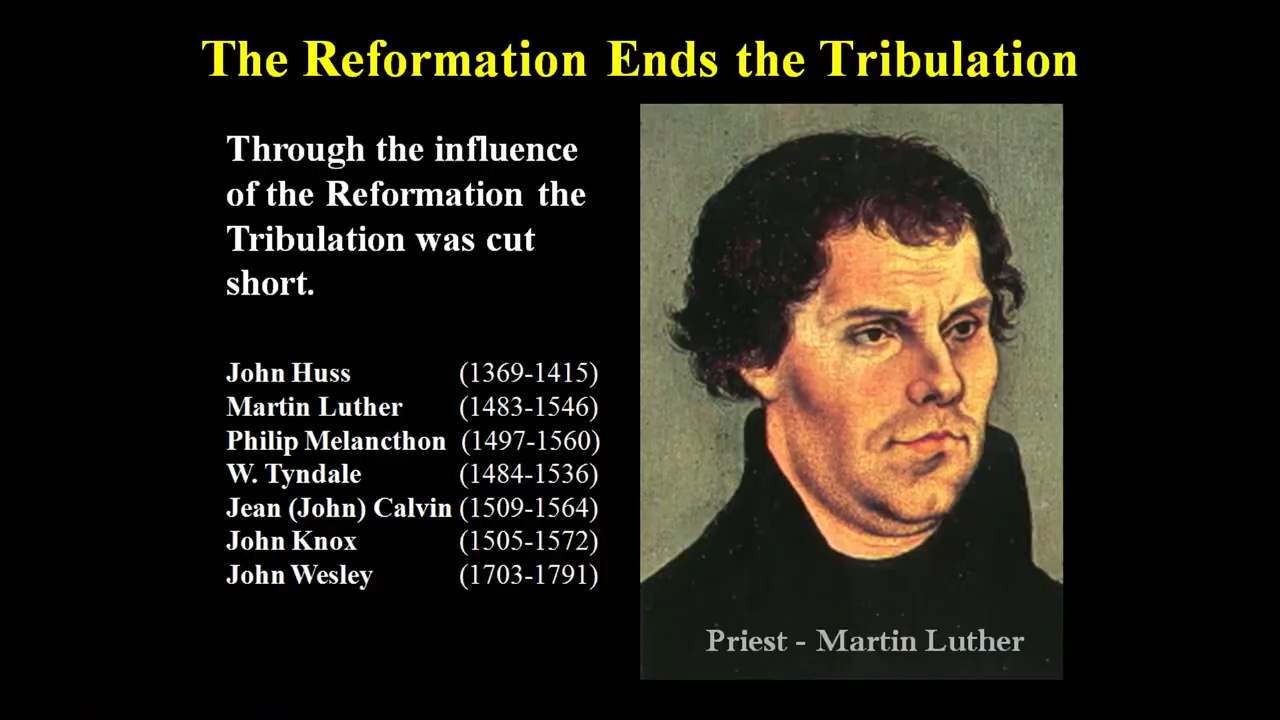 The Reformation Ends the Tribulation
Through the influence
of the Reformation the
Tribulation was cut
short.
John Huss (1369-1415)
Martin Luther (1483-1546)
Philip Melancthon (1497-1560)
W. Tyndale (1484-1536)
Jean (John) Calvin (1509-1564)
John Knox (1505-1572)
John Wesley (1703-1791)
Priest - Martin Luther